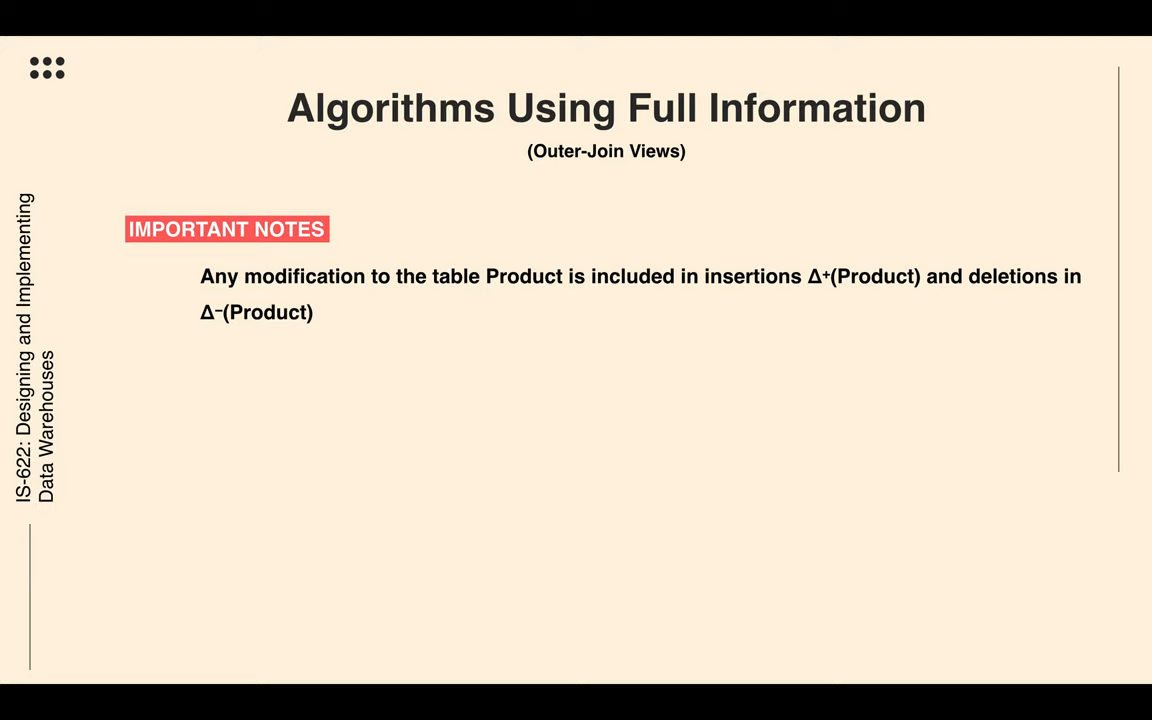 Algorithms Using Full Information
(Outer-Join Views)
IMPORTANT NOTES
Any modification to the table Product is included in insertions Δ⁺(Product) and deletions in
Δ⁻(Product)
IS-622: Designing and Implementing
Data Warehouses